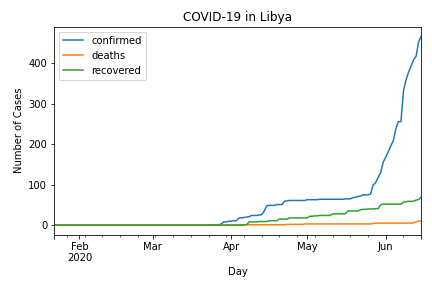 COVID-19 in Libya
confirmed
deaths
recovered
Number of Cases
400
300
200
100
0
Feb
2020
Mar
Apr
May
Jun
Day